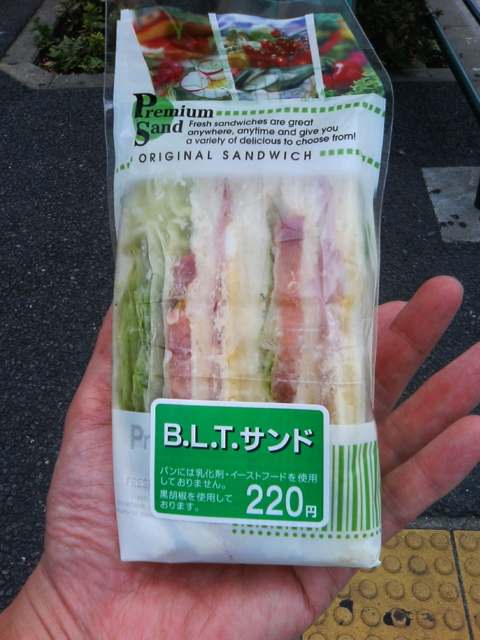 Premium
Sand
Fresh sandwiches are great
anywhere, anytime and give you
a variety of delicious to choose from!
ORIGINAL SANDWICH
B.L.T.サンド
パンには乳化剤・イーストフードを使用
しておりません。
黒胡椒を使用して
おります。
220円